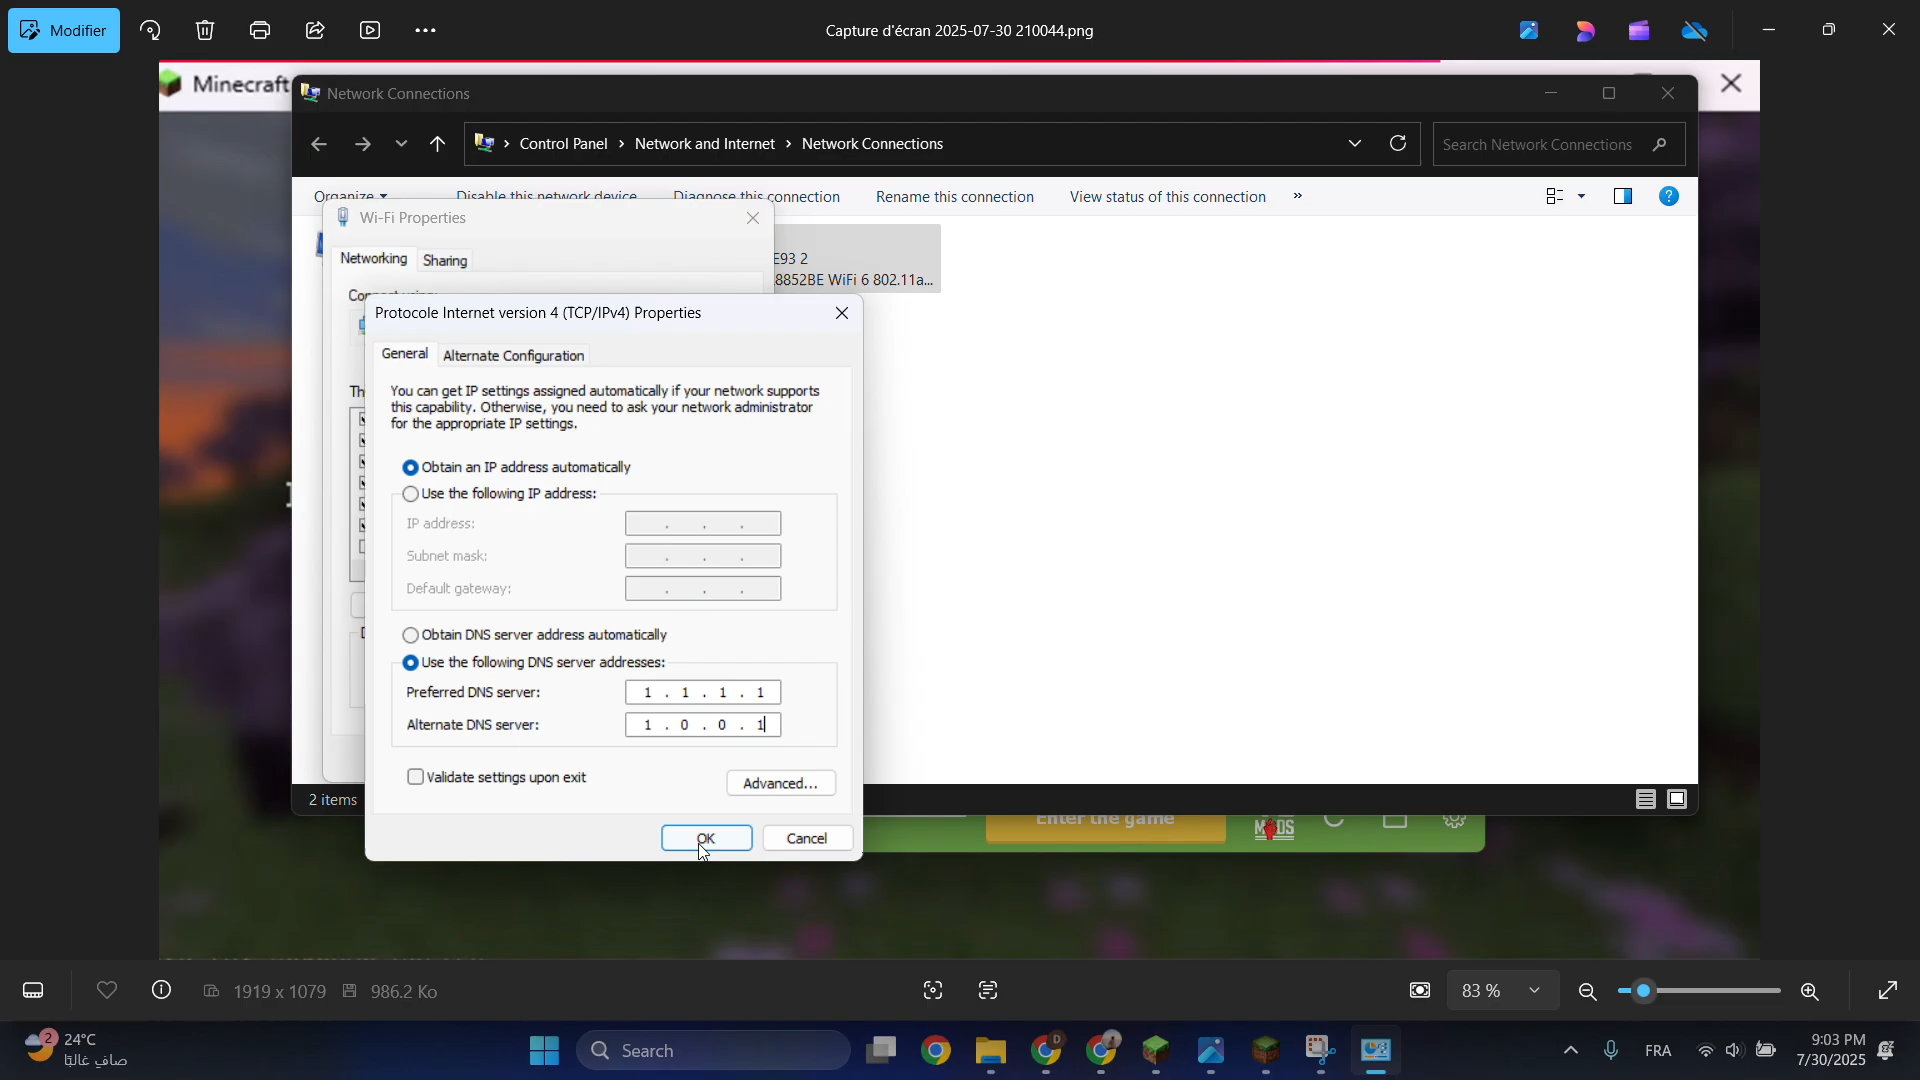 Modifier
Capture d'écran 2025-07-30 210044.png
Minecraft
Network Connections
Control Panel > Network and Internet > Network Connections
Search Network Connections
Organize
Disable this network device
Diagnose this connection
Rename this connection
View status of this connection
»
Wi-Fi Properties
Networking
Sharing
E93 2
8852BE WiFi 6 802.11a...
Protocole Internet version 4 (TCP/IPv4) Properties
General
Alternate Configuration
You can get IP settings assigned automatically if your network supports
this capability. Otherwise, you need to ask your network administrator
for the appropriate IP settings.
Obtain an IP address automatically
Use the following IP address:
IP address:
Subnet mask:
Default gateway:
Obtain DNS server address automatically
Use the following DNS server addresses:
Preferred DNS server: 1 . 1 . 1 . 1
Alternate DNS server: 1 . 0 . 0 . 1
Validate settings upon exit
Advanced...
OK
Cancel
2 items
Enter the game
MODS
1919 x 1079
986.2 Ko
83 %
2
24°C
صافٍ غالبًا
Search
D
FRA
9:03 PM
7/30/2025